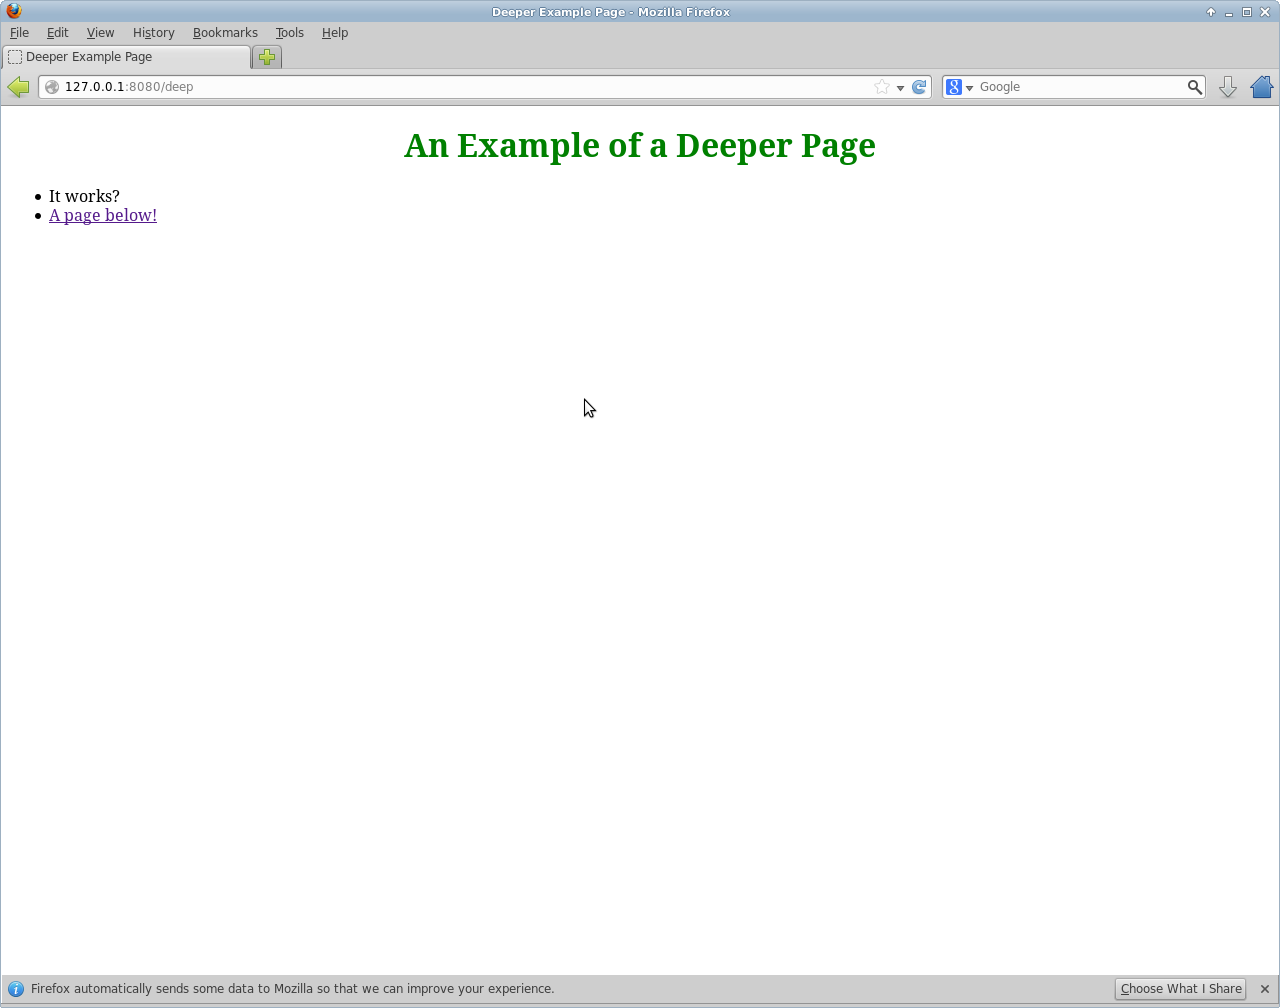 Deeper Example Page - Mozilla Firefox
File Edit View History Bookmarks Tools Help
Deeper Example Page
127.0.0.1:8080/deep
8 Google
An Example of a Deeper Page
• It works?
• A page below!
Firefox automatically sends some data to Mozilla so that we can improve your experience. Choose What I Share